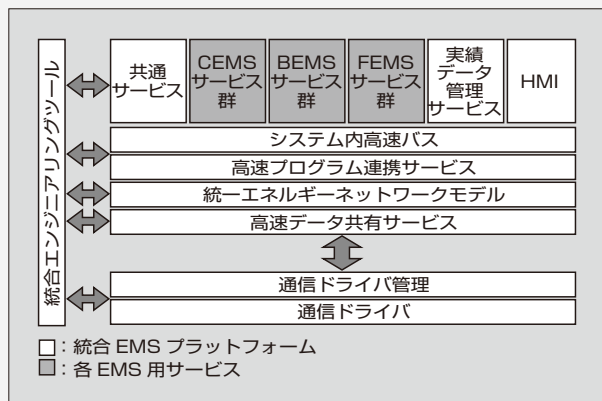 統合エンジニアリングツール
共通
サービス
CEMS
サービス
群
BEMS
サービス
群
FEMS
サービス
群
実績
データ
管理
サービス
HMI
システム内高速バス
高速プログラム連携サービス
統一エネルギーネットワークモデル
高速データ共有サービス
通信ドライバ管理
通信ドライバ
□：統合 EMS プラットフォーム
■：各 EMS 用サービス